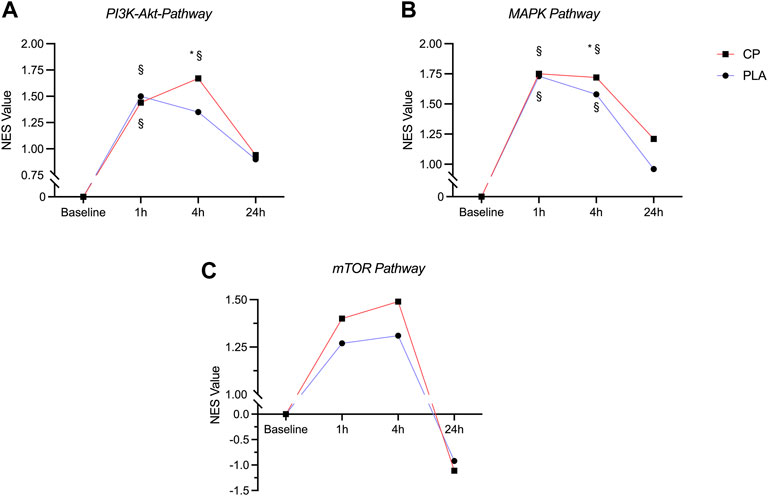 A
PI3K-Akt-Pathway
NES Value
2.00
1.75
1.50
1.25
1.00
0.75
0
§
* §
§
Baseline
1h
4h
24h
B
MAPK Pathway
NES Value
2.00
1.75
1.50
1.25
1.00
0
§
* §
§
§
Baseline
1h
4h
24h
CP
PLA
C
mTOR Pathway
NES Value
1.50
1.25
1.00
0.0
-0.5
-1.0
-1.5
Baseline
1h
4h
24h